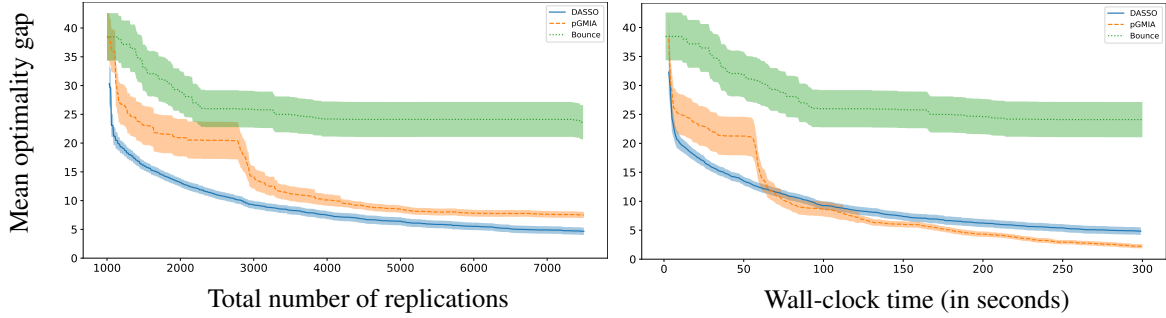 Mean optimality gap
40
35
30
25
20
15
10
5
0
1000 2000 3000 4000 5000 6000 7000
Total number of replications
DASSO
pGMIA
Bounce
40
35
30
25
20
15
10
5
0
0 50 100 150 200 250 300
Wall-clock time (in seconds)
DASSO
pGMIA
Bounce